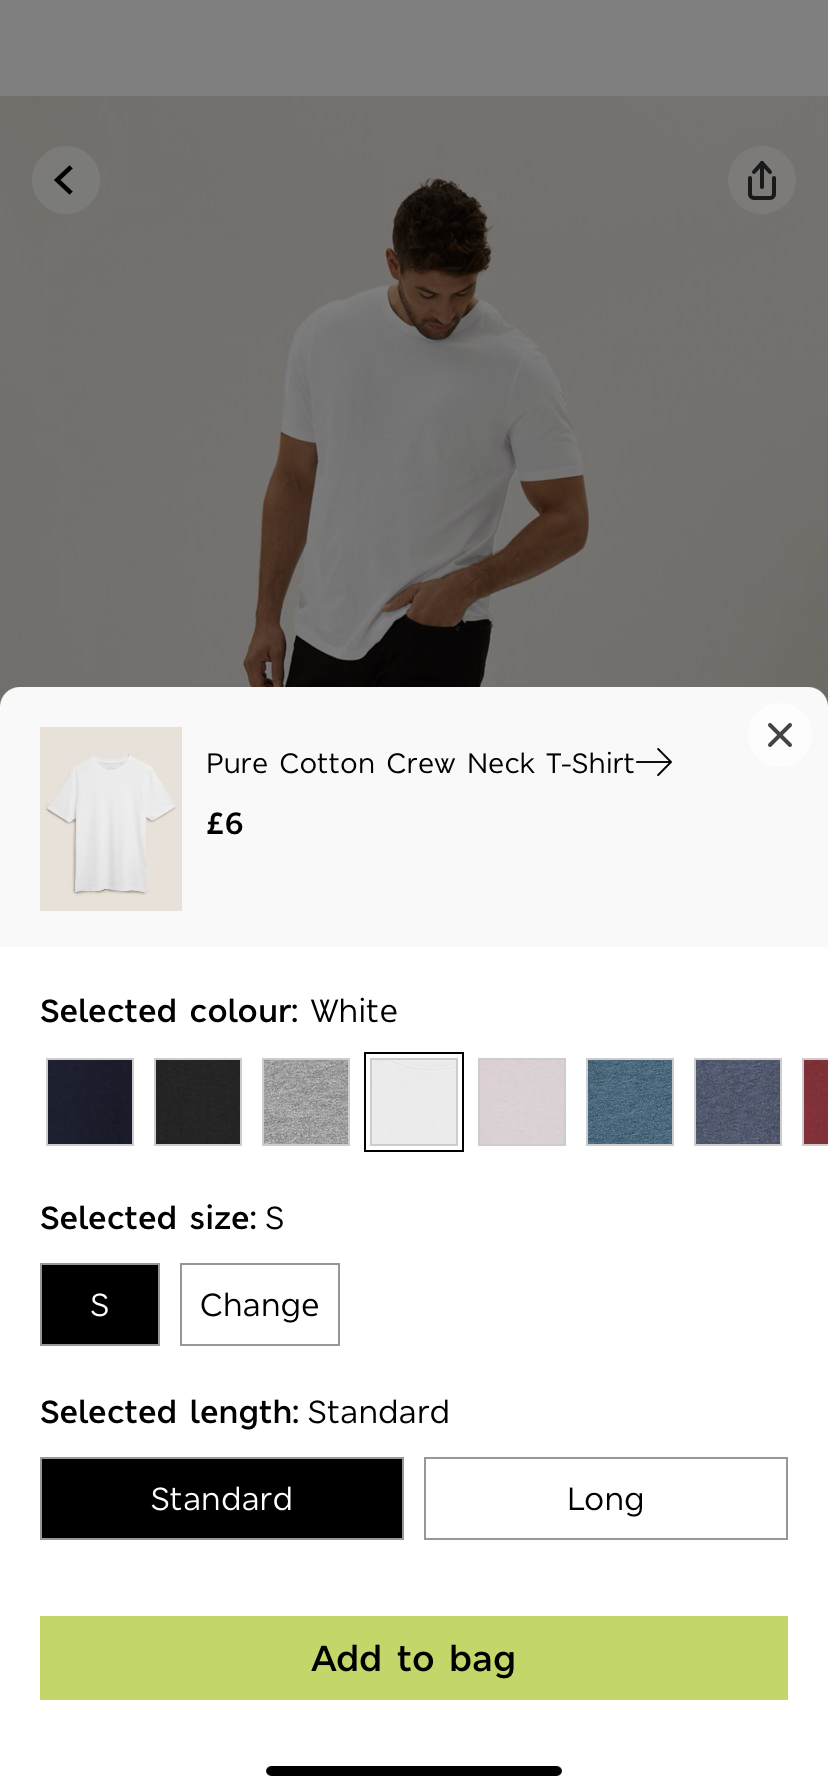 Pure Cotton Crew Neck T-Shirt
£6
Selected colour: White
Selected size: S
S
Change
Selected length: Standard
Standard
Long
Add to bag